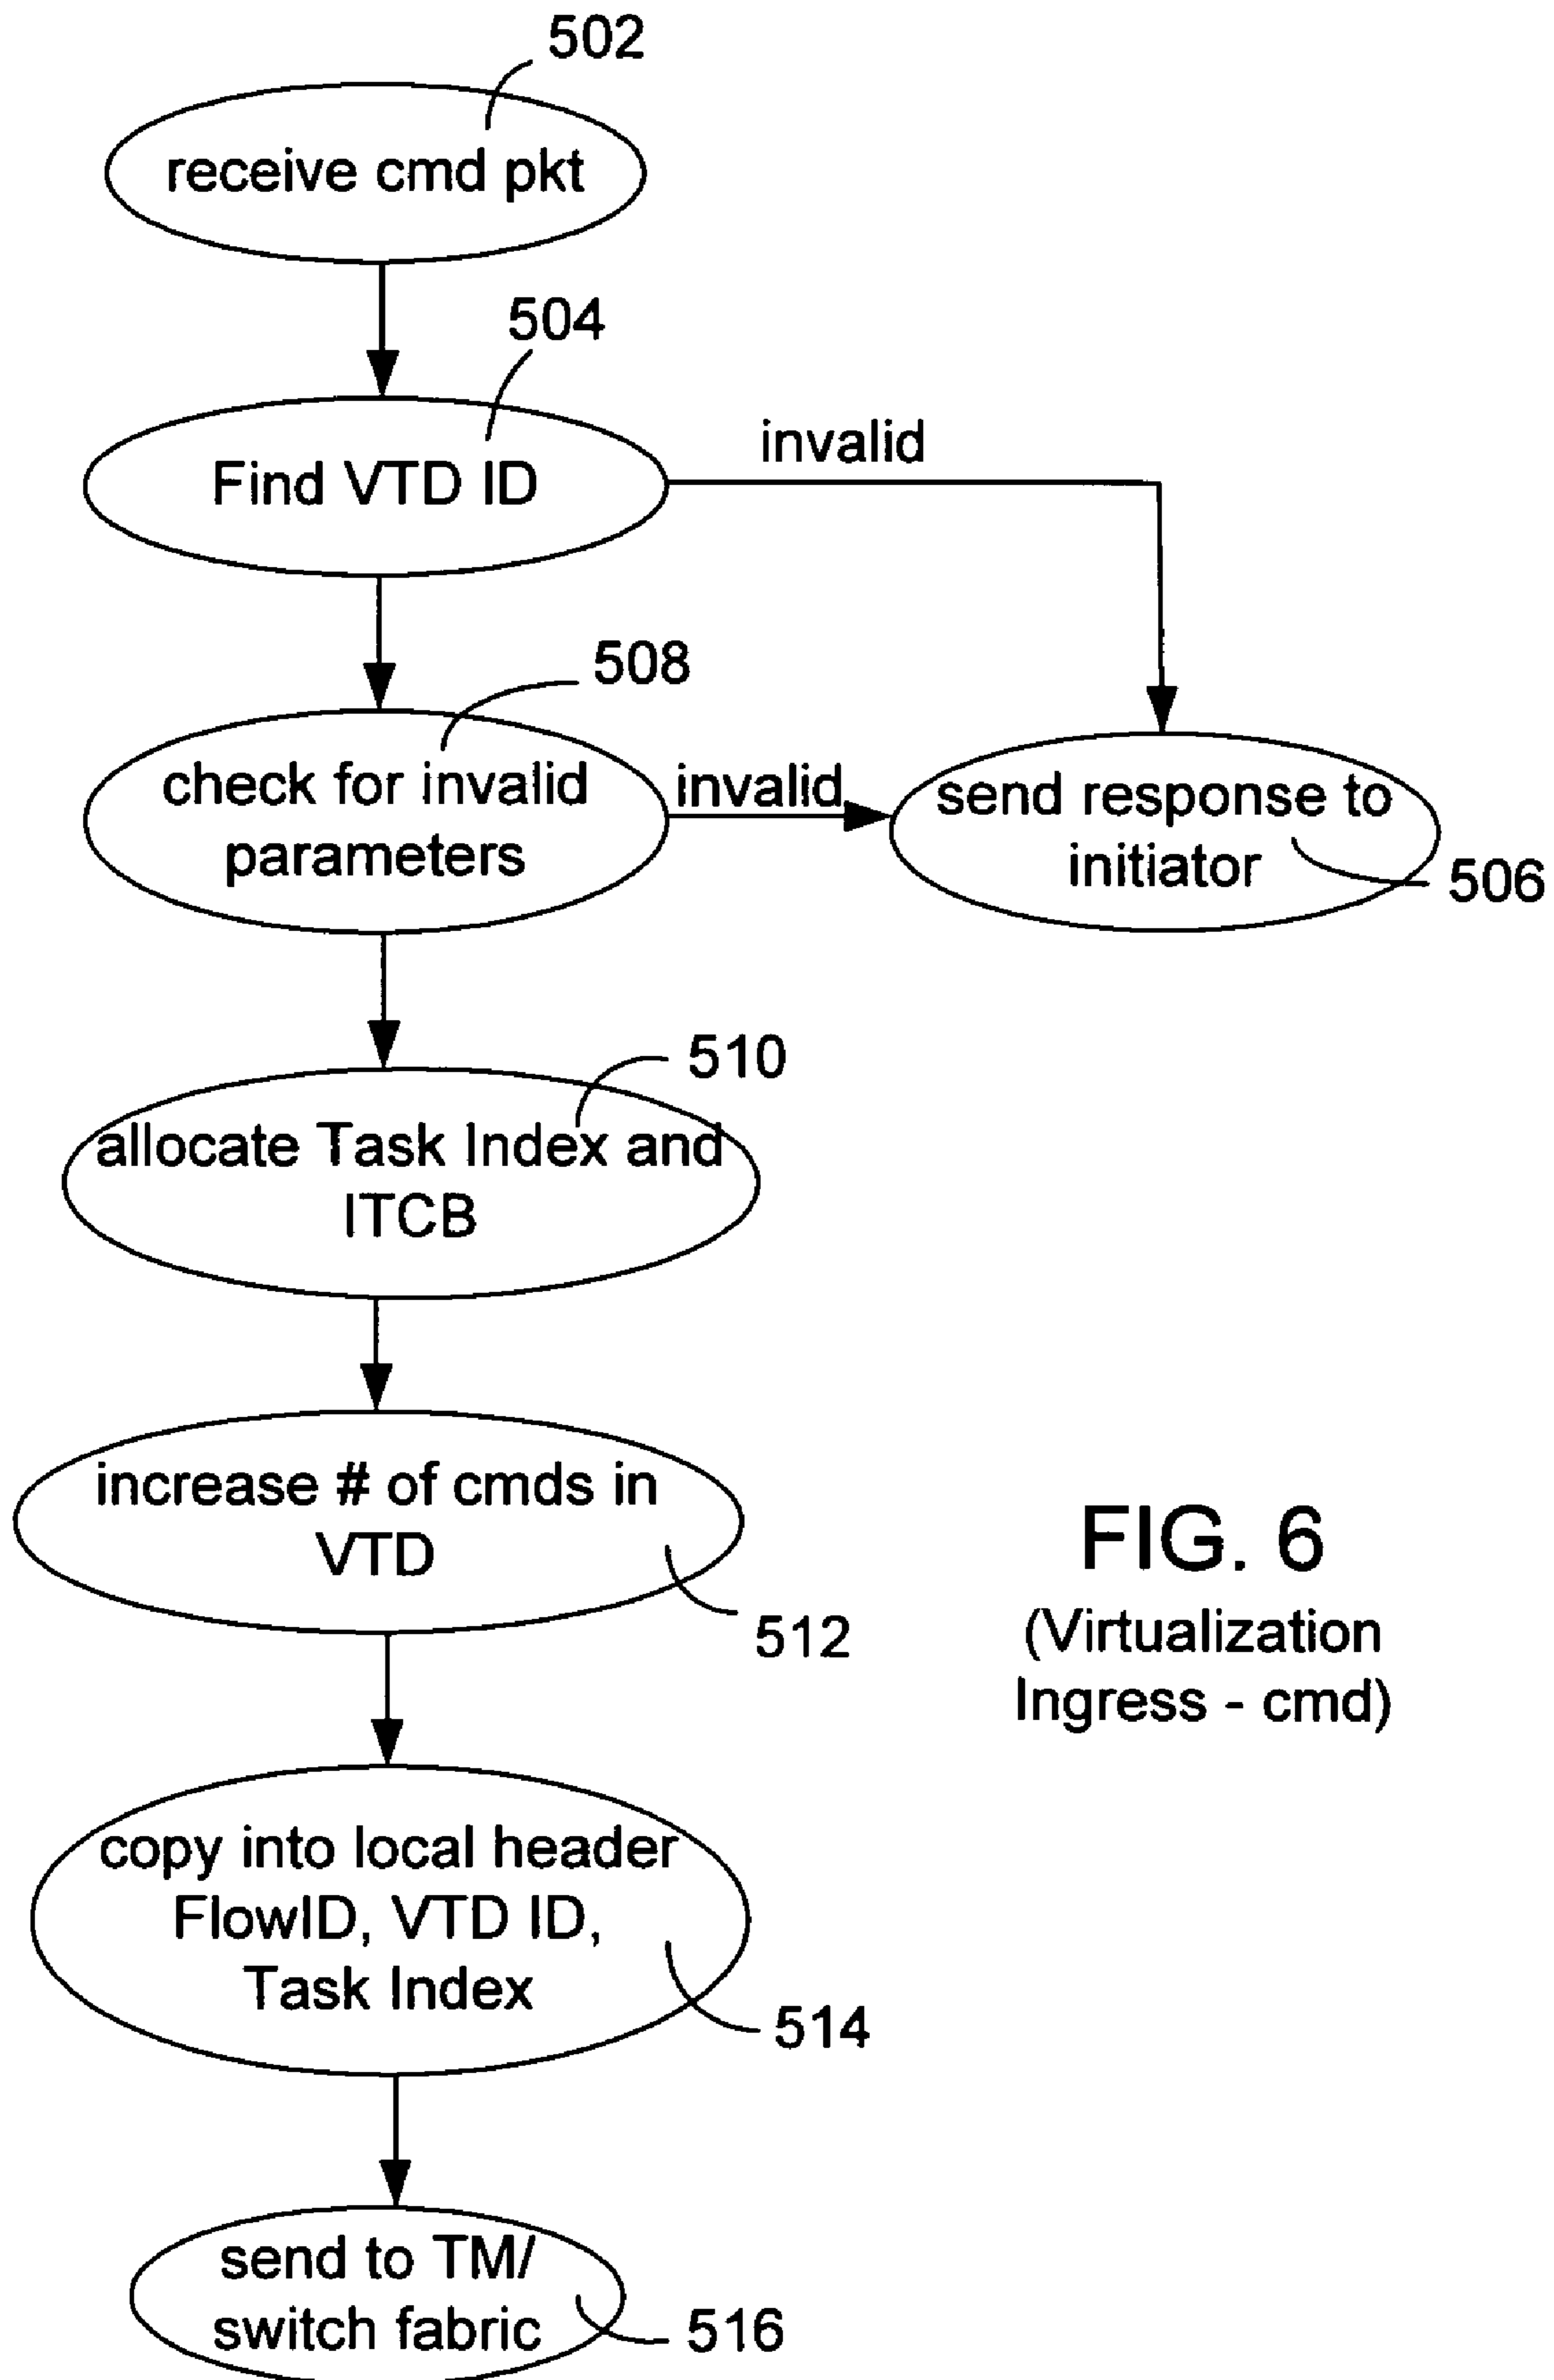 502
receive cmd pkt
504
Find VTD ID
invalid
508
check for invalid
parameters
invalid
send response to
initiator
506
510
allocate Task Index and
ITCB
increase # of cmds in
VTD
512
FIG. 6
(Virtualization
Ingress - cmd)
copy into local header
FlowID, VTD ID,
Task Index
514
send to TM/
switch fabric
516